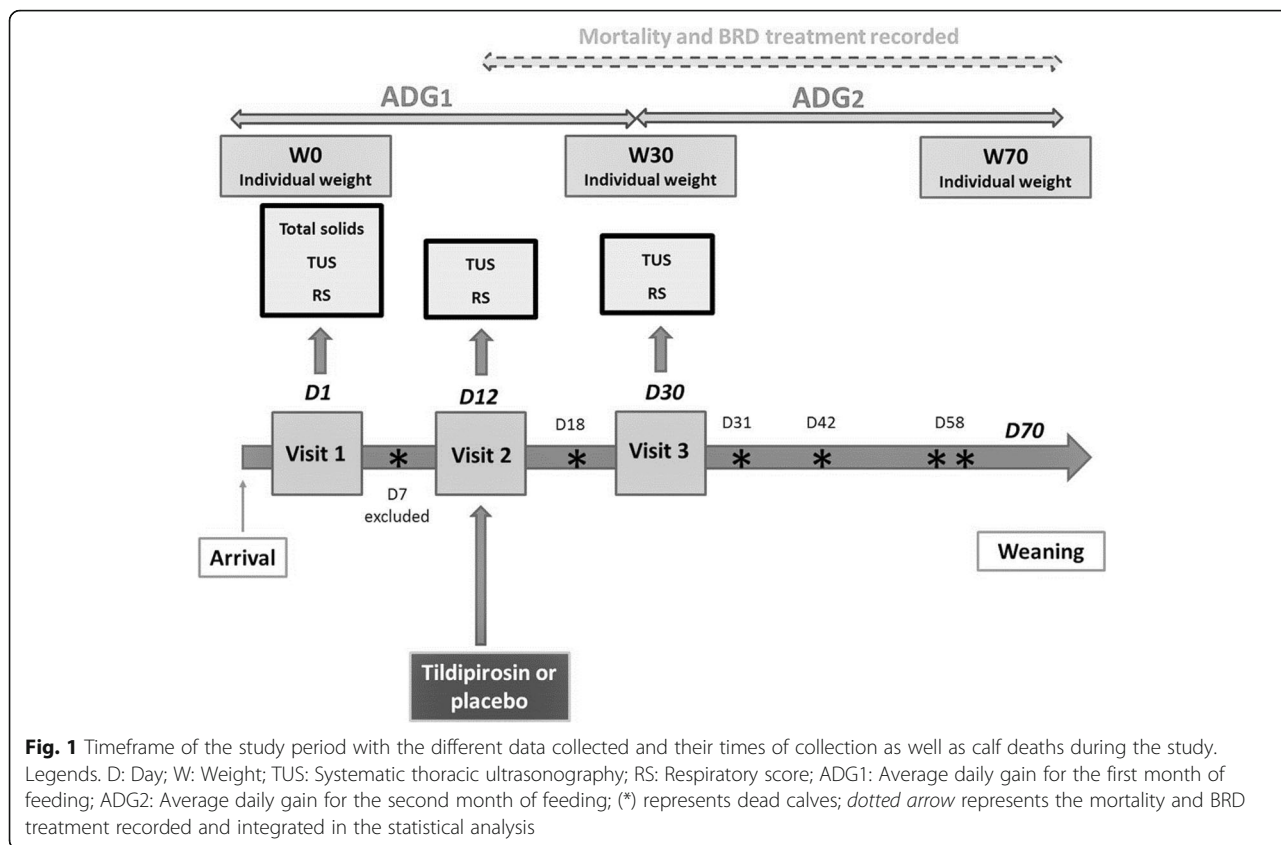 Mortality and BRD treatment recorded
ADG1
ADG2
W0
Individual weight
W30
Individual weight
W70
Individual weight
Total solids
TUS
RS
TUS
RS
TUS
RS
D1
D12
D30
D18
D31
D42
D58
D70
Visit 1
*
Visit 2
*
Visit 3
*
*
* *
D7
excluded
Arrival
Weaning
Tildipirosin or
placebo
Fig. 1 Timeframe of the study period with the different data collected and their times of collection as well as calf deaths during the study.
Legends. D: Day; W: Weight; TUS: Systematic thoracic ultrasonography; RS: Respiratory score; ADG1: Average daily gain for the first month of
feeding; ADG2: Average daily gain for the second month of feeding; (*) represents dead calves; dotted arrow represents the mortality and BRD
treatment recorded and integrated in the statistical analysis